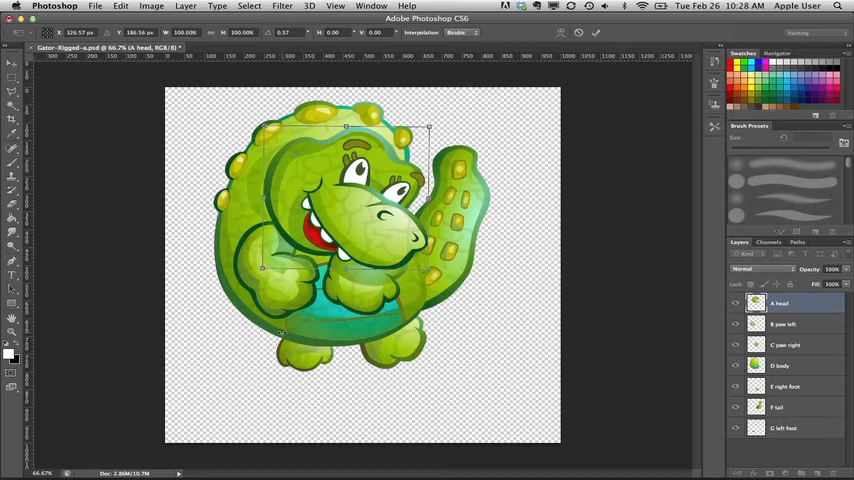 Photoshop File Edit Image Layer Type Select Filter 3D View Window Help Tue Feb 26 10:28 AM Apple User
Adobe Photoshop CS6
X: 326.57 px Y: 186.56 px W: 100.00% H: 100.00% 0.57 H: 0.00 V: 0.00 Interpolation: Bicubic Painting
Gator-Rigged-a.psd @ 66.7% (A head, RGB/8) *
Swatches Navigator
Brush Presets
Size:
Layers Channels Paths
Kind
Normal Opacity: 100%
Lock: Fill: 100%
A head
B paw left
C paw right
D body
E right foot
F tail
G left foot
66.67% Doc: 2.86M/10.7M